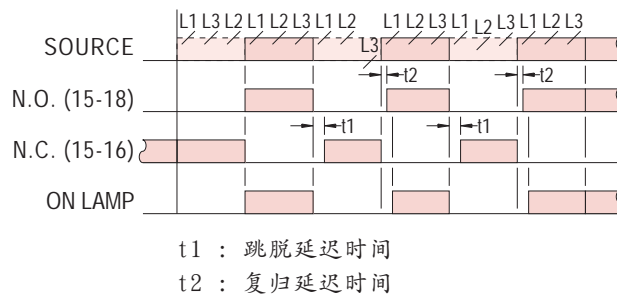 L1 L3 L2 L1 L2 L3 L1 L2 L3 L1 L2 L3 L1 L2 L3 L1 L2 L3
SOURCE
t2 t2
N.O. (15-18)
t1 t1
N.C. (15-16)
ON LAMP
t1 : 跳脱延迟时间
t2 : 复归延迟时间